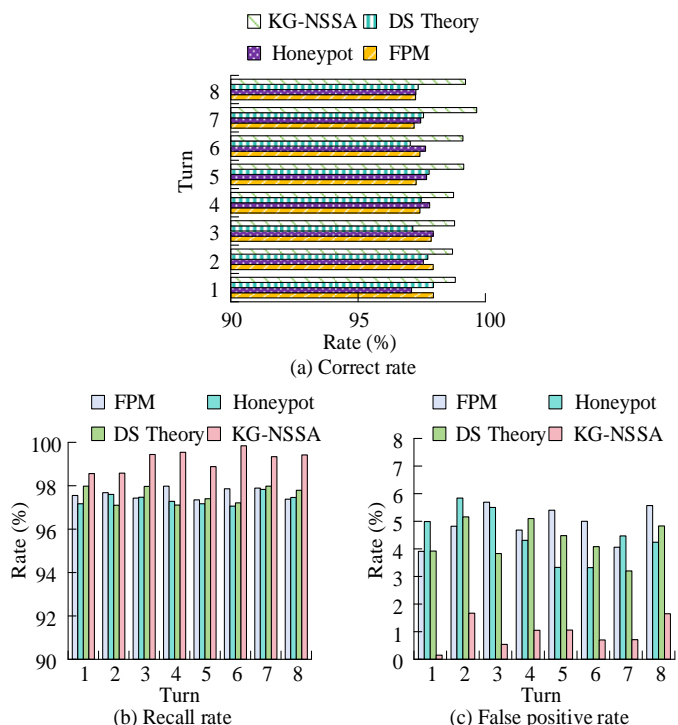 KG-NSSA DS Theory
Honeypot FPM
8
7
6
5
4
3
2
1
Turn
90 95 100
Rate (%)
(a) Correct rate
FPM Honeypot
DS Theory KG-NSSA
100
98
96
94
92
90
Rate (%)
1 2 3 4 5 6 7 8
Turn
(b) Recall rate
FPM Honeypot
DS Theory KG-NSSA
8
7
6
5
4
3
2
1
0
Rate (%)
1 2 3 4 5 6 7 8
Turn
(c) False positive rate